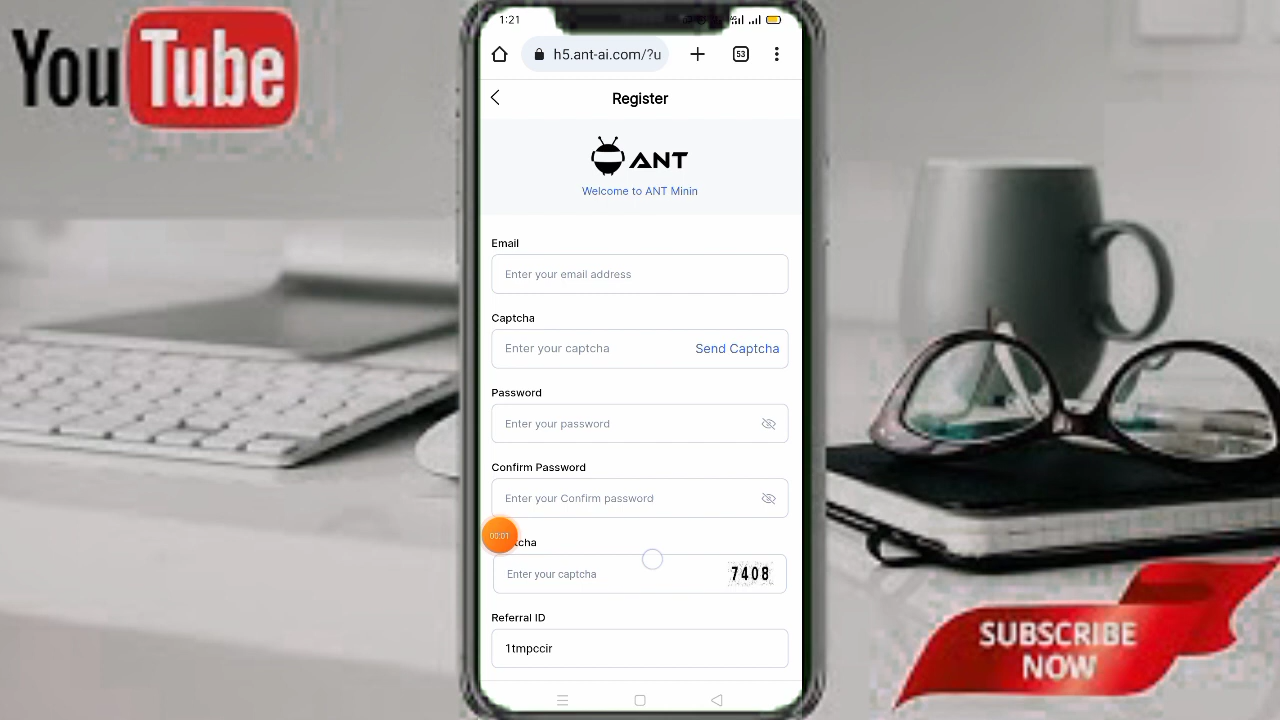 YouTube
1:21
h5.ant-ai.com/?u
53
Register
ANT
Welcome to ANT Minin
Email
Enter your email address
Captcha
Enter your captcha
Send Captcha
Password
Enter your password
Confirm Password
Enter your Confirm password
00:01
tcha
Enter your captcha
7408
Referral ID
1tmpccir
SUBSCRIBE
NOW